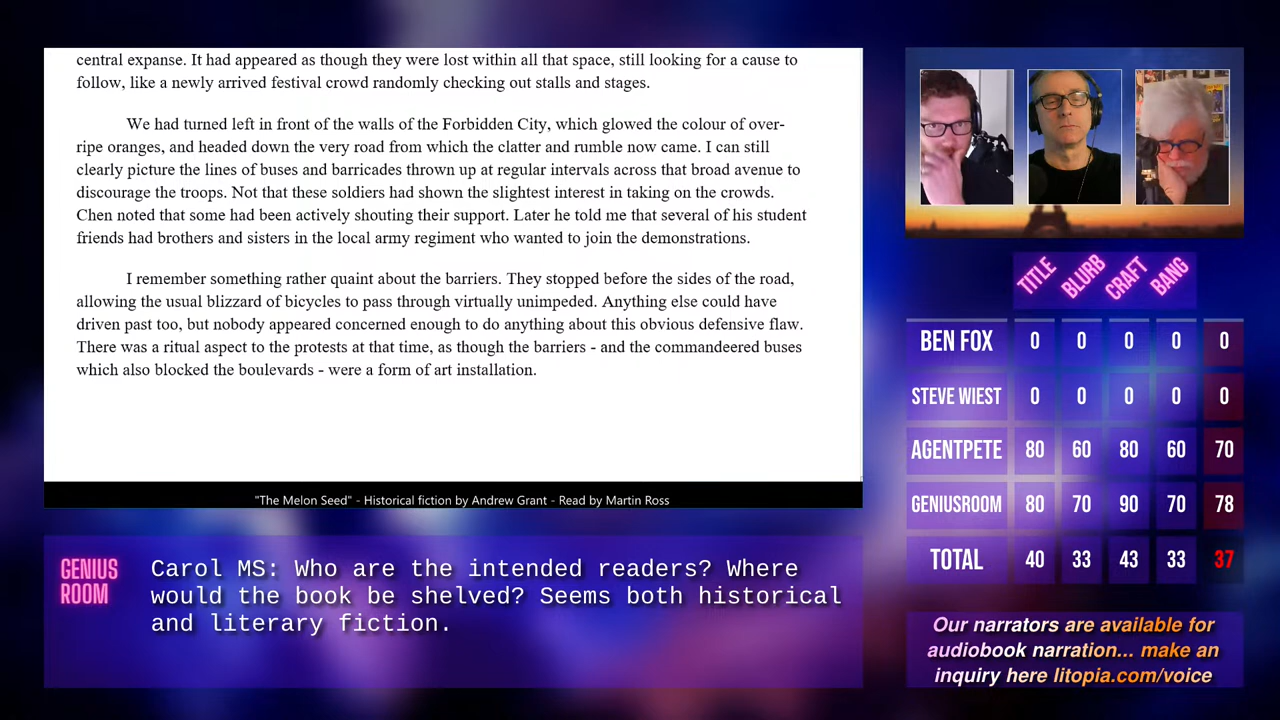 central expanse. It had appeared as though they were lost within all that space, still looking for a cause to
follow, like a newly arrived festival crowd randomly checking out stalls and stages.
We had turned left in front of the walls of the Forbidden City, which glowed the colour of over-
ripe oranges, and headed down the very road from which the clatter and rumble now came. I can still
clearly picture the lines of buses and barricades thrown up at regular intervals across that broad avenue to
discourage the troops. Not that these soldiers had shown the slightest interest in taking on the crowds.
Chen noted that some had been actively shouting their support. Later he told me that several of his student
friends had brothers and sisters in the local army regiment who wanted to join the demonstrations.
I remember something rather quaint about the barriers. They stopped before the sides of the road,
allowing the usual blizzard of bicycles to pass through virtually unimpeded. Anything else could have
driven past too, but nobody appeared concerned enough to do anything about this obvious defensive flaw.
There was a ritual aspect to the protests at that time, as though the barriers - and the commandeered buses
which also blocked the boulevards - were a form of art installation.
"The Melon Seed" - Historical fiction by Andrew Grant - Read by Martin Ross
GENIUS
ROOM
Carol MS: Who are the intended readers? Where
would the book be shelved? Seems both historical
and literary fiction.
TITLE BLURB CRAFT BANG
BEN FOX 0 0 0 0 0
STEVE WIEST 0 0 0 0 0
AGENTPETE 80 60 80 60 70
GENIUSROOM 80 70 90 70 78
TOTAL 40 33 43 33 37
Our narrators are available for
audiobook narration... make an
inquiry here litopia.com/voice